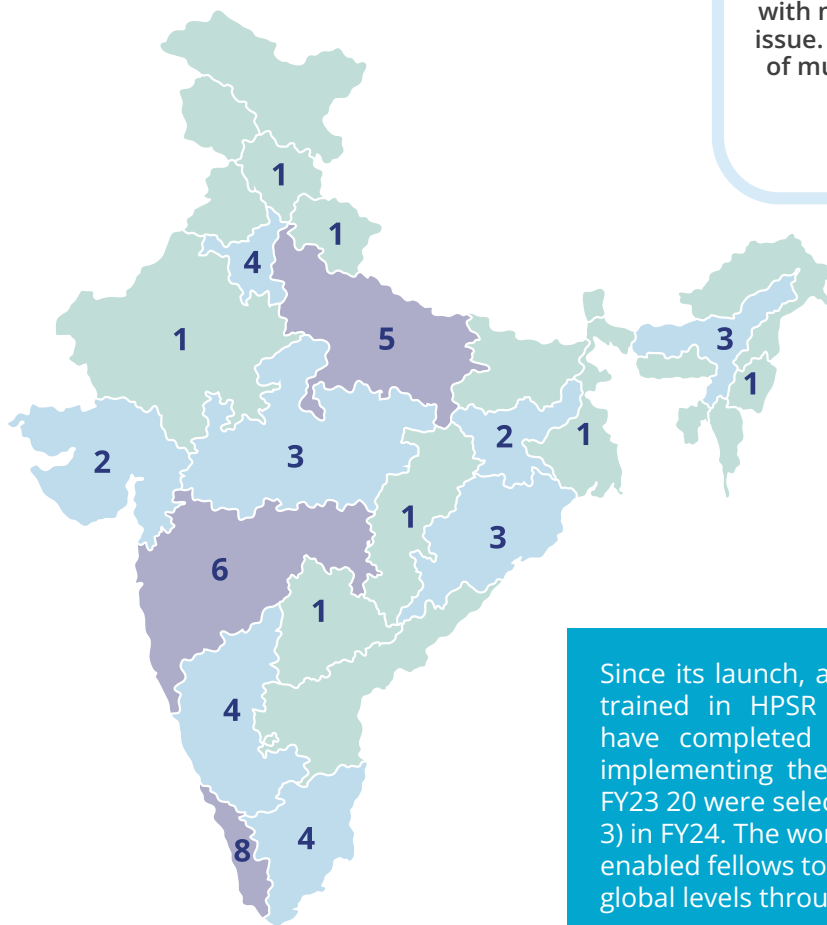 with
issue.
of
1
1
4
1
5
3
1
2
3
2
1
1
3
6
1
4
4
8
Since its launch, a
trained in HPSR
have completed
implementing the
FY23 20 were selec
3) in FY24. The wor
enabled fellows to
global levels throu